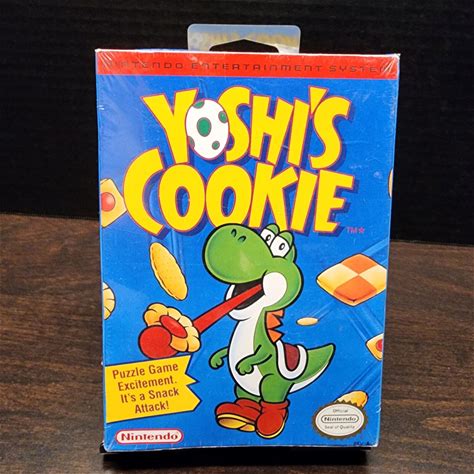 NINTENDO ENTERTAINMENT SYSTEM
YOSHI'S
COOKIE
TM
Puzzle Game
Excitement.
It's a Snack
Attack!
Nintendo
Official
Nintendo
Seal of Quality